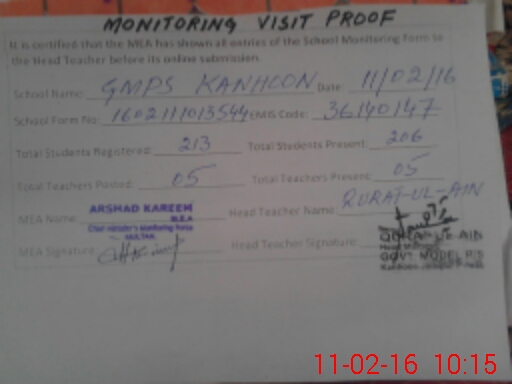 MONITORING VISIT PROOF
It is certified that the MEA has shown all entries of the School Monitoring Form to
the Head Teacher before its online submission.
School Name: GMPS KANHOON Date: 11/02/16
School Form No: 1602111013544 EMIS Code: 36140147
Total Students Registered: 213 Total Students Present: 206
Total Teachers Posted: 05 Total Teachers Present: 05
MEA Name: ARSHAD KAREEM Head Teacher Name: QURAT-UL-AIN
M.E.A
Chief Minister's Monitoring Force
MULTAN
MEA Signature: Head Teacher Signature:
GOVT MODEL P/S
11-02-16 10:15